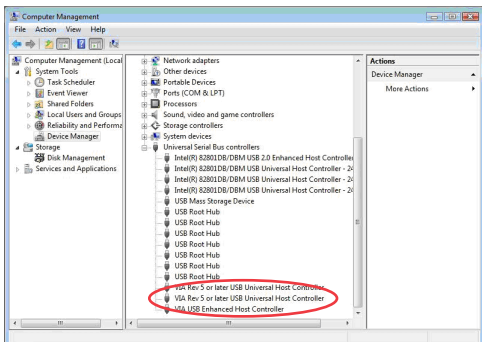 Computer Management
File Action View Help
Computer Management (Local
System Tools
Task Scheduler
Event Viewer
Shared Folders
Local Users and Groups
Reliability and Performa
Device Manager
Storage
Disk Management
Services and Applications
Network adapters
Other devices
Portable Devices
Ports (COM & LPT)
Processors
Sound, video and game controllers
Storage controllers
System devices
Universal Serial Bus controllers
Intel(R) 82801DB/DBM USB 2.0 Enhanced Host Controller
Intel(R) 82801DB/DBM USB Universal Host Controller - 24
Intel(R) 82801DB/DBM USB Universal Host Controller - 24
Intel(R) 82801DB/DBM USB Universal Host Controller - 24
USB Mass Storage Device
USB Root Hub
USB Root Hub
USB Root Hub
USB Root Hub
USB Root Hub
USB Root Hub
VIA Rev 5 or later USB Universal Host Controller
VIA Rev 5 or later USB Universal Host Controller
VIA USB Enhanced Host Controller
Actions
Device Manager
More Actions